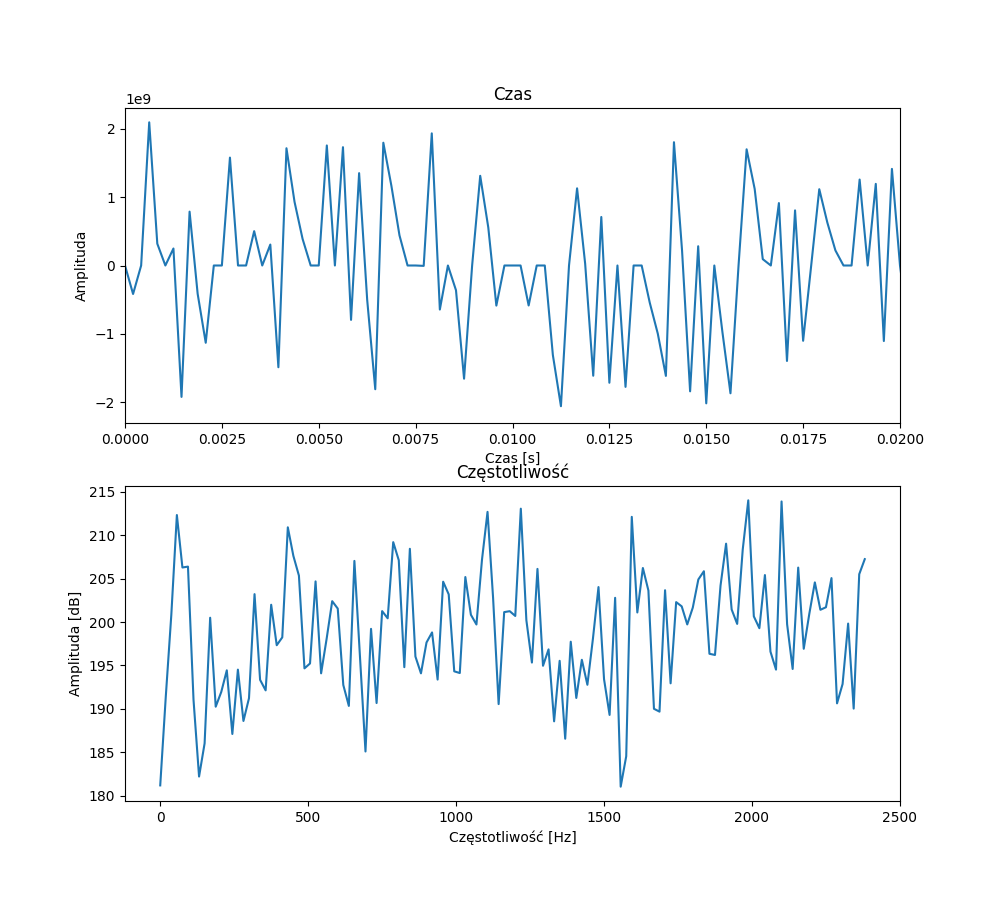 Czas
1e9
2
1
0
−1
−2
Amplituda
0.0000 0.0025 0.0050 0.0075 0.0100 0.0125 0.0150 0.0175 0.0200
Czas [s]
Częstotliwość
215
210
205
200
195
190
185
180
Amplituda [dB]
0 500 1000 1500 2000 2500
Częstotliwość [Hz]